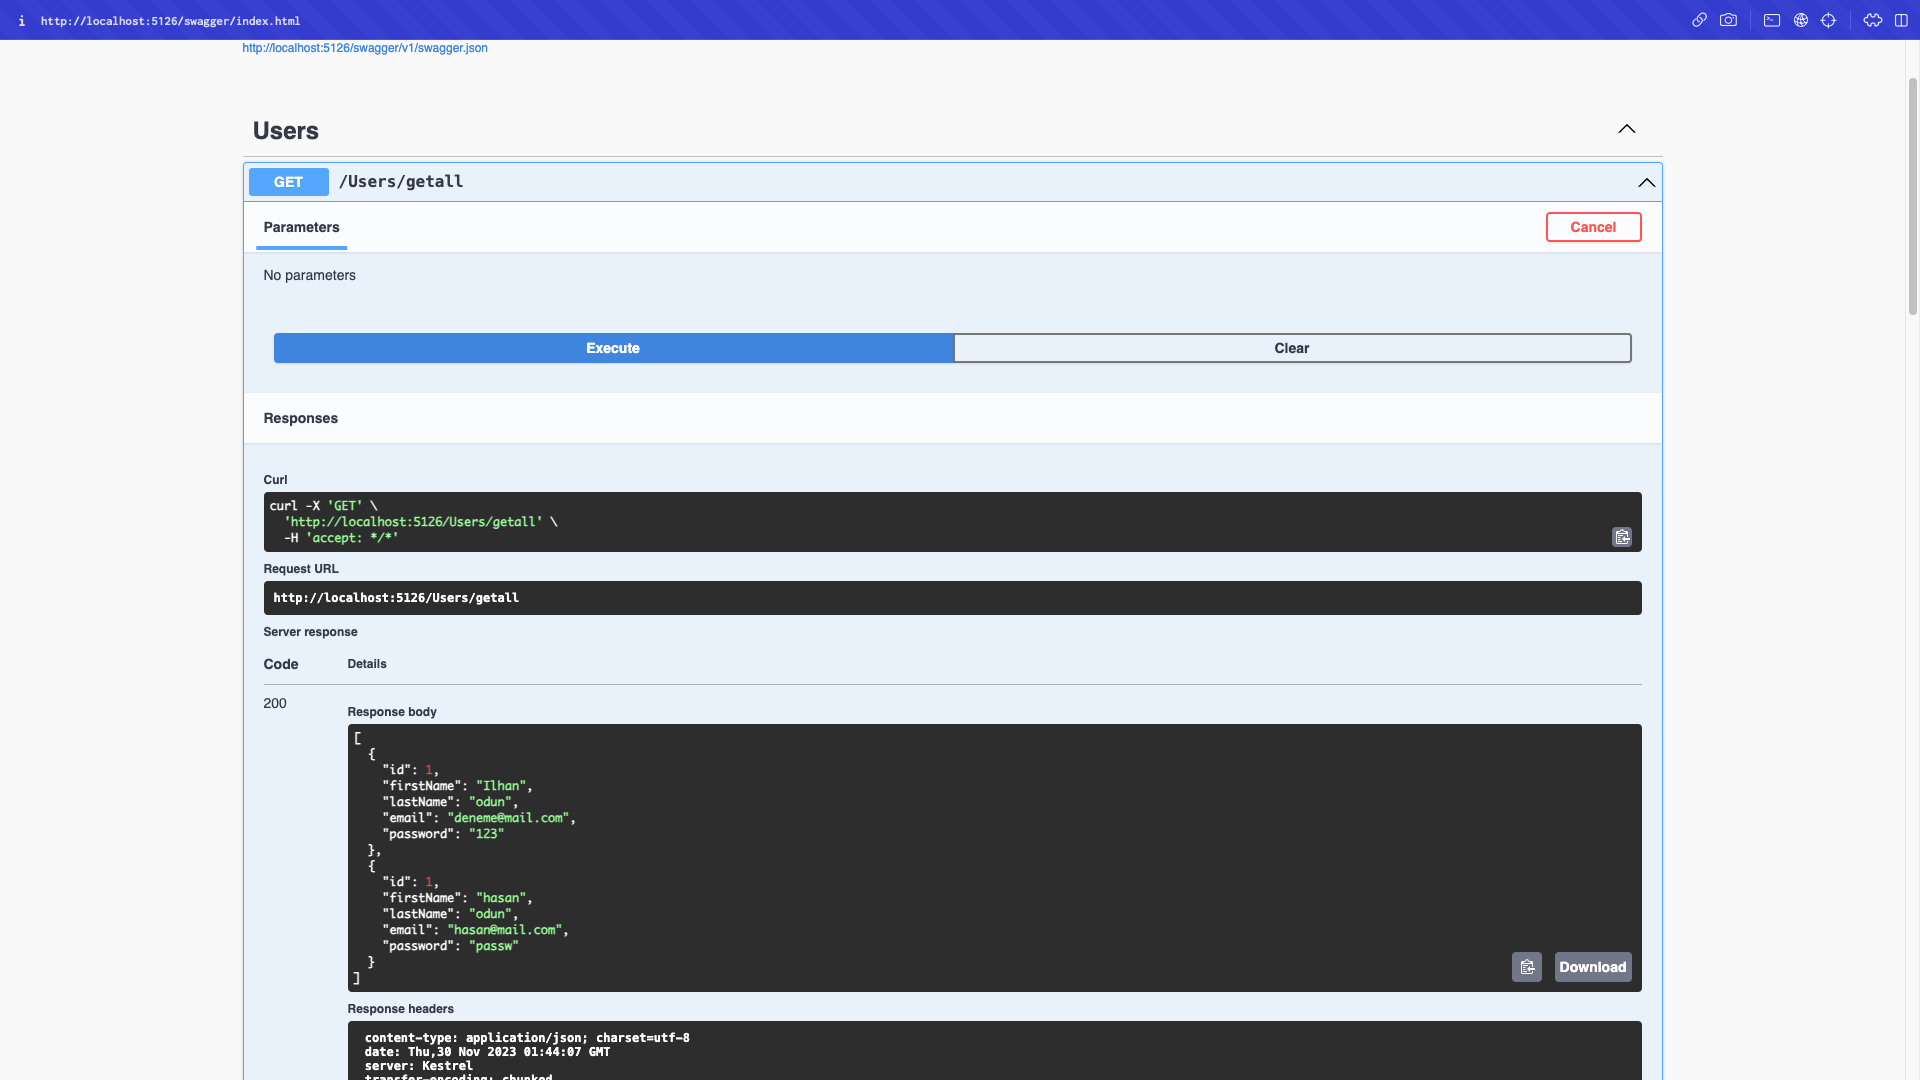 i http://localhost:5126/swagger/index.html
http://localhost:5126/swagger/v1/swagger.json
Users
GET /Users/getall
Parameters
Cancel
No parameters
Execute
Clear
Responses
Curl
curl -X 'GET' \
  'http://localhost:5126/Users/getall' \
  -H 'accept: */*'
Request URL
http://localhost:5126/Users/getall
Server response
Code Details
200
Response body
[
  {
    "id": 1,
    "firstName": "Ilhan",
    "lastName": "odun",
    "email": "deneme@mail.com",
    "password": "123"
  },
  {
    "id": 1,
    "firstName": "hasan",
    "lastName": "odun",
    "email": "hasan@mail.com",
    "password": "passw"
  }
]
Download
Response headers
content-type: application/json; charset=utf-8
date: Thu,30 Nov 2023 01:44:07 GMT
server: Kestrel
transfer-encoding: chunked